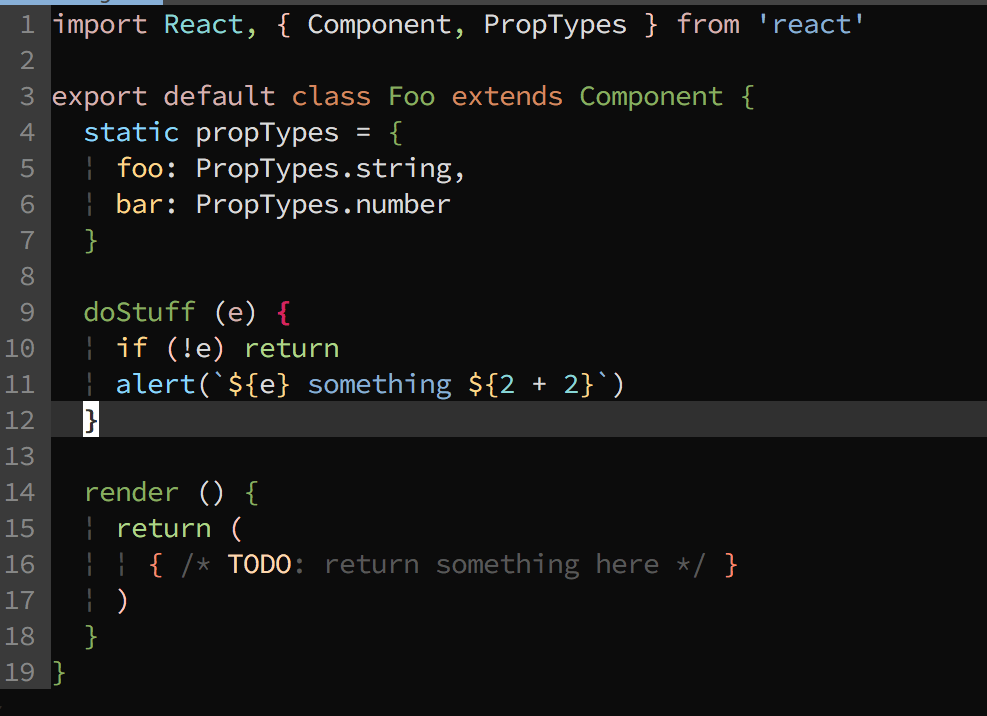 1 import React, { Component, PropTypes } from 'react'
2
3 export default class Foo extends Component {
4   static propTypes = {
5   ¦ foo: PropTypes.string,
6   ¦ bar: PropTypes.number
7   }
8
9   doStuff (e) {
10   ¦ if (!e) return
11   ¦ alert(`${e} something ${2 + 2}`)
12   }
13
14   render () {
15   ¦ return (
16   ¦ ¦ { /* TODO: return something here */ }
17   ¦ )
18   }
19 }